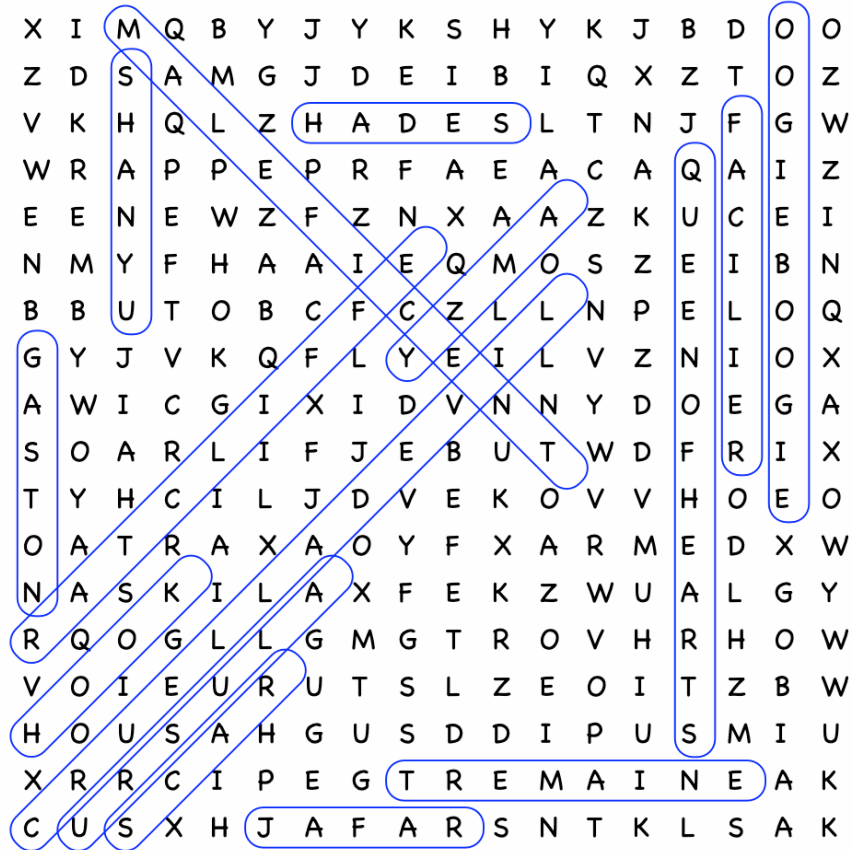 X I M Q B Y J Y K S H Y K J B D O O
Z D S A M G J D E I B I Q X Z T O Z
V K H Q L Z H A D E S L T N J F G W
W R A P P E P R F A E A C A Q A I Z
E E N E W Z F Z N X A A Z K U C E I
N M Y F H A A I E Q M O S Z E I B N
B B U T O B C F C Z L L N P E L O Q
G Y J V K Q F L Y E I L V Z N I O X
A W I C G I X I D V N N Y D O E G A
S O A R L I F J E B U T W D F R I X
T Y H C I L J D V E K O V V H O E O
O A T R A X A O Y F X A R M E D X W
N A S K I L A X F E K Z W U A L G Y
R Q O G L L G M G T R O V H R H O W
V O I E U R U T S L Z E O I T Z B W
H O U S A H G U S D D I P U S M I U
X R R C I P E G T R E M A I N E A K
C U S X H J A F A R S N T K L S A K